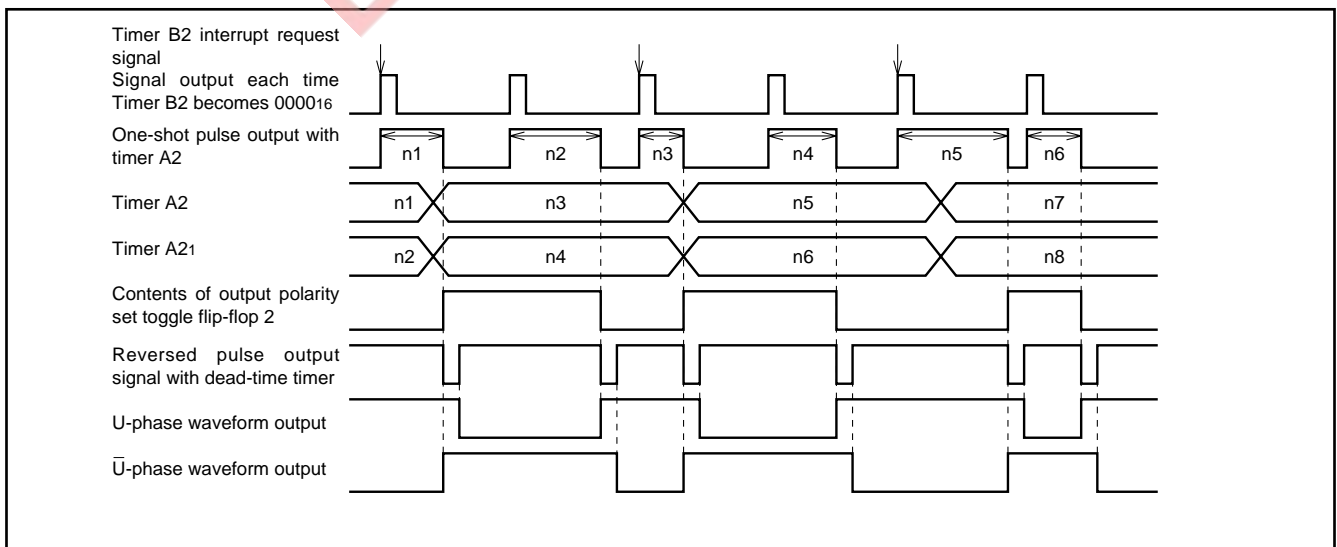 Timer B2 interrupt request
signal
Signal output each time
Timer B2 becomes 000016
One-shot pulse output with
timer A2
n1 n2 n3 n4 n5 n6
Timer A2
n1 n3 n5 n7
Timer A21
n2 n4 n6 n8
Contents of output polarity
set toggle flip-flop 2
Reversed pulse output
signal with dead-time timer
U-phase waveform output
U̅-phase waveform output